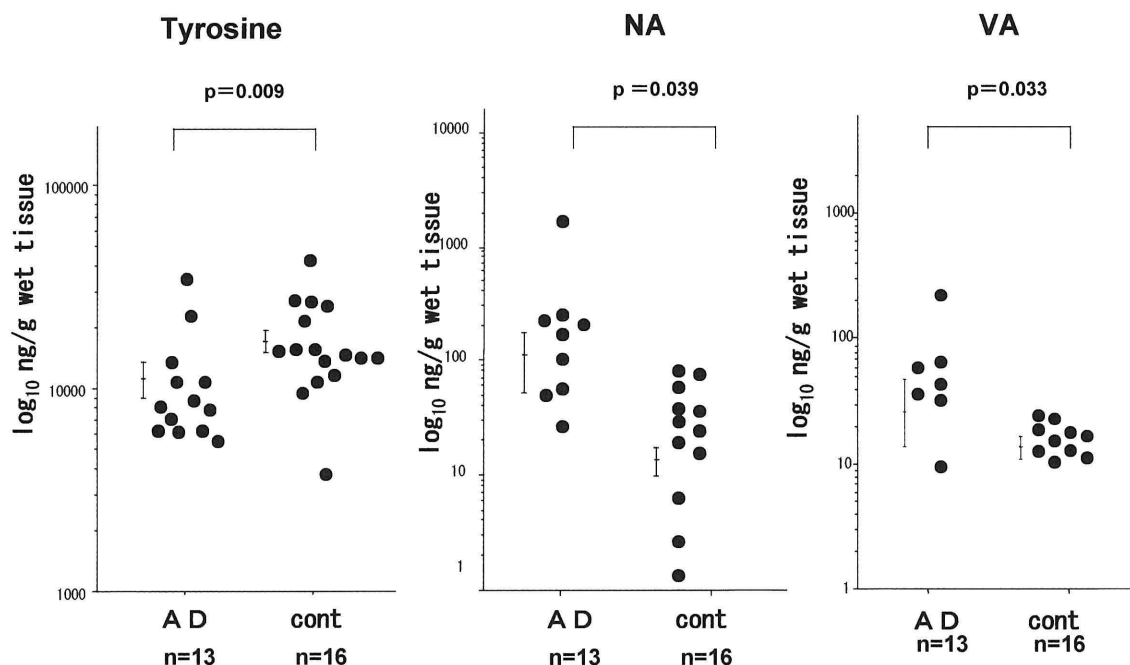 Tyrosine
NA
VA
p=0.009
p=0.039
p=0.033
log10 ng/g wet tissue
100000
10000
1000
A D
cont
n=13
n=16
log10 ng/g wet tissue
10000
1000
100
10
1
A D
cont
n=13
n=16
log10 ng/g wet tissue
1000
100
10
1
A D
cont
n=13
n=16